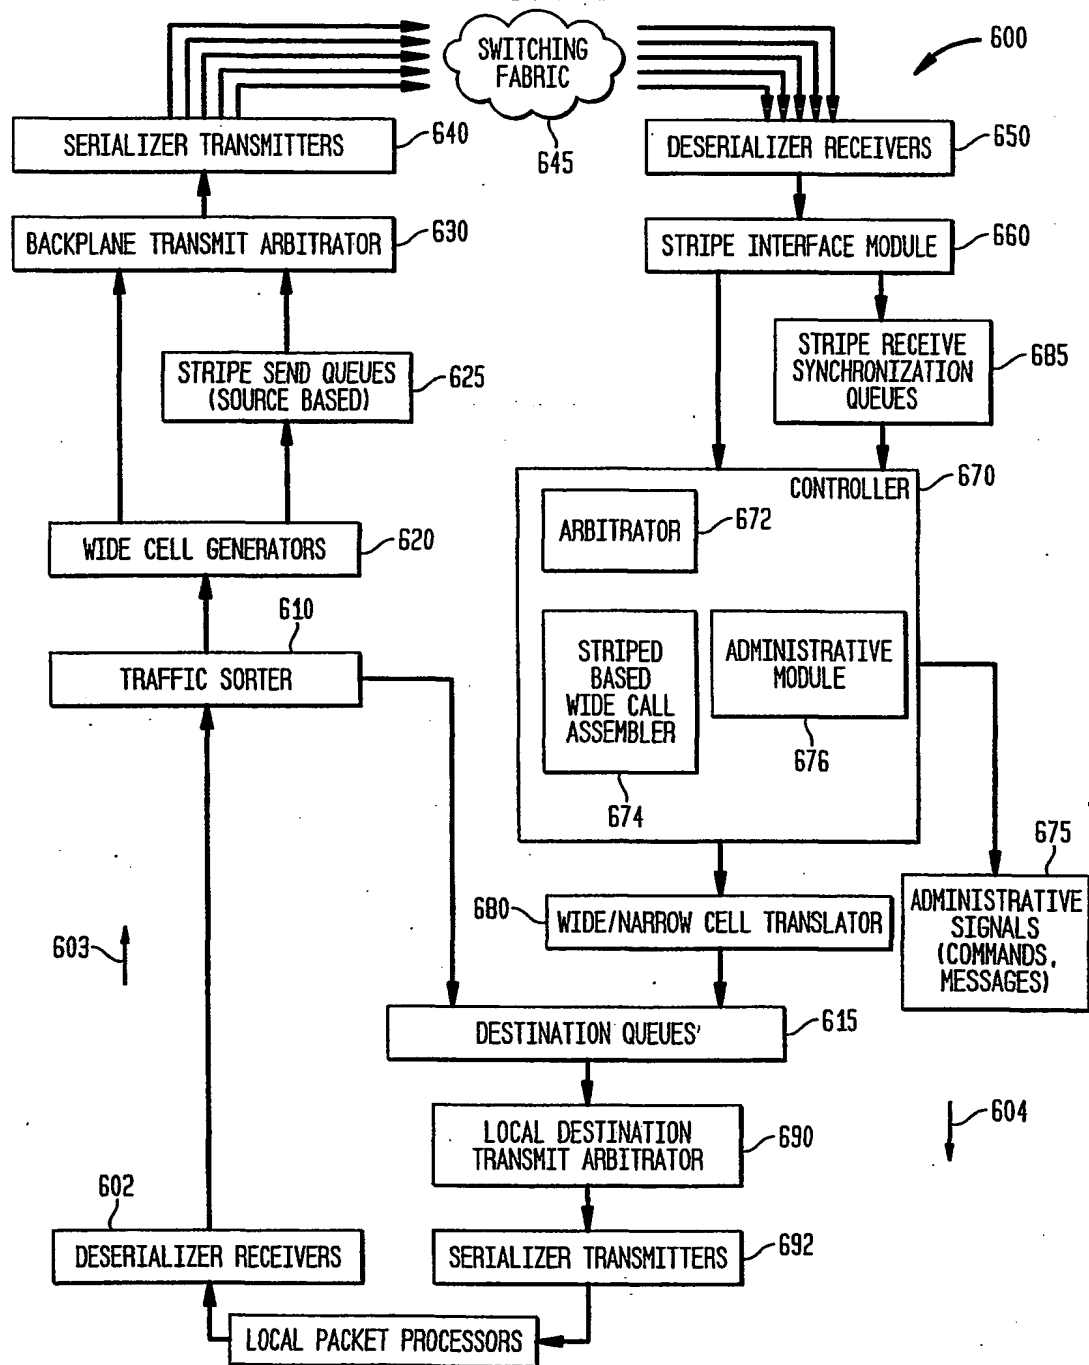 SWITCHING
FABRIC
600
645
SERIALIZER TRANSMITTERS
640
DESERIALIZER RECEIVERS
650
BACKPLANE TRANSMIT ARBITRATOR
630
STRIPE INTERFACE MODULE
660
STRIPE SEND QUEUES
(SOURCE BASED)
625
STRIPE RECEIVE
SYNCHRONIZATION
QUEUES
685
CONTROLLER
670
ARBITRATOR
672
WIDE CELL GENERATORS
620
610
TRAFFIC SORTER
STRIPED
BASED
WIDE CALL
ASSEMBLER
674
ADMINISTRATIVE
MODULE
676
675
ADMINISTRATIVE
SIGNALS
(COMMANDS,
MESSAGES)
680
WIDE/NARROW CELL TRANSLATOR
603
DESTINATION QUEUES'
615
604
LOCAL DESTINATION
TRANSMIT ARBITRATOR
690
602
DESERIALIZER RECEIVERS
SERIALIZER TRANSMITTERS
692
LOCAL PACKET PROCESSORS